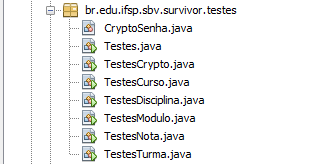 br.edu.ifsp.sbv.survivor.testes
CryptoSenha.java
Testes.java
TestesCrypto.java
TestesCurso.java
TestesDisciplina.java
TestesModulo.java
TestesNota.java
TestesTurma.java